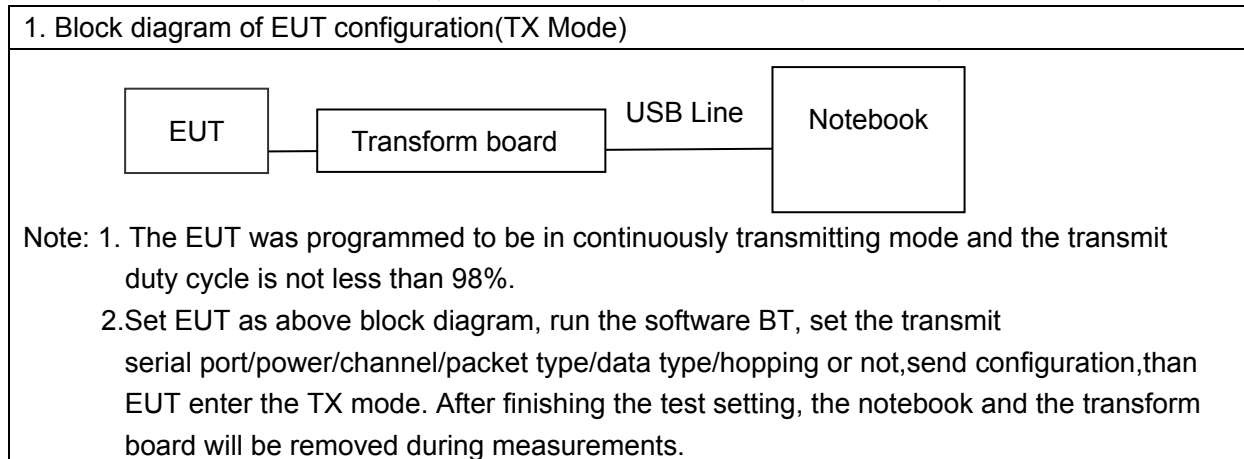 1. Block diagram of EUT configuration(TX Mode)
EUT
Transform board
USB Line
Notebook
Note: 1. The EUT was programmed to be in continuously transmitting mode and the transmit
duty cycle is not less than 98%.
2.Set EUT as above block diagram, run the software BT, set the transmit
serial port/power/channel/packet type/data type/hopping or not,send configuration,than
EUT enter the TX mode. After finishing the test setting, the notebook and the transform
board will be removed during measurements.